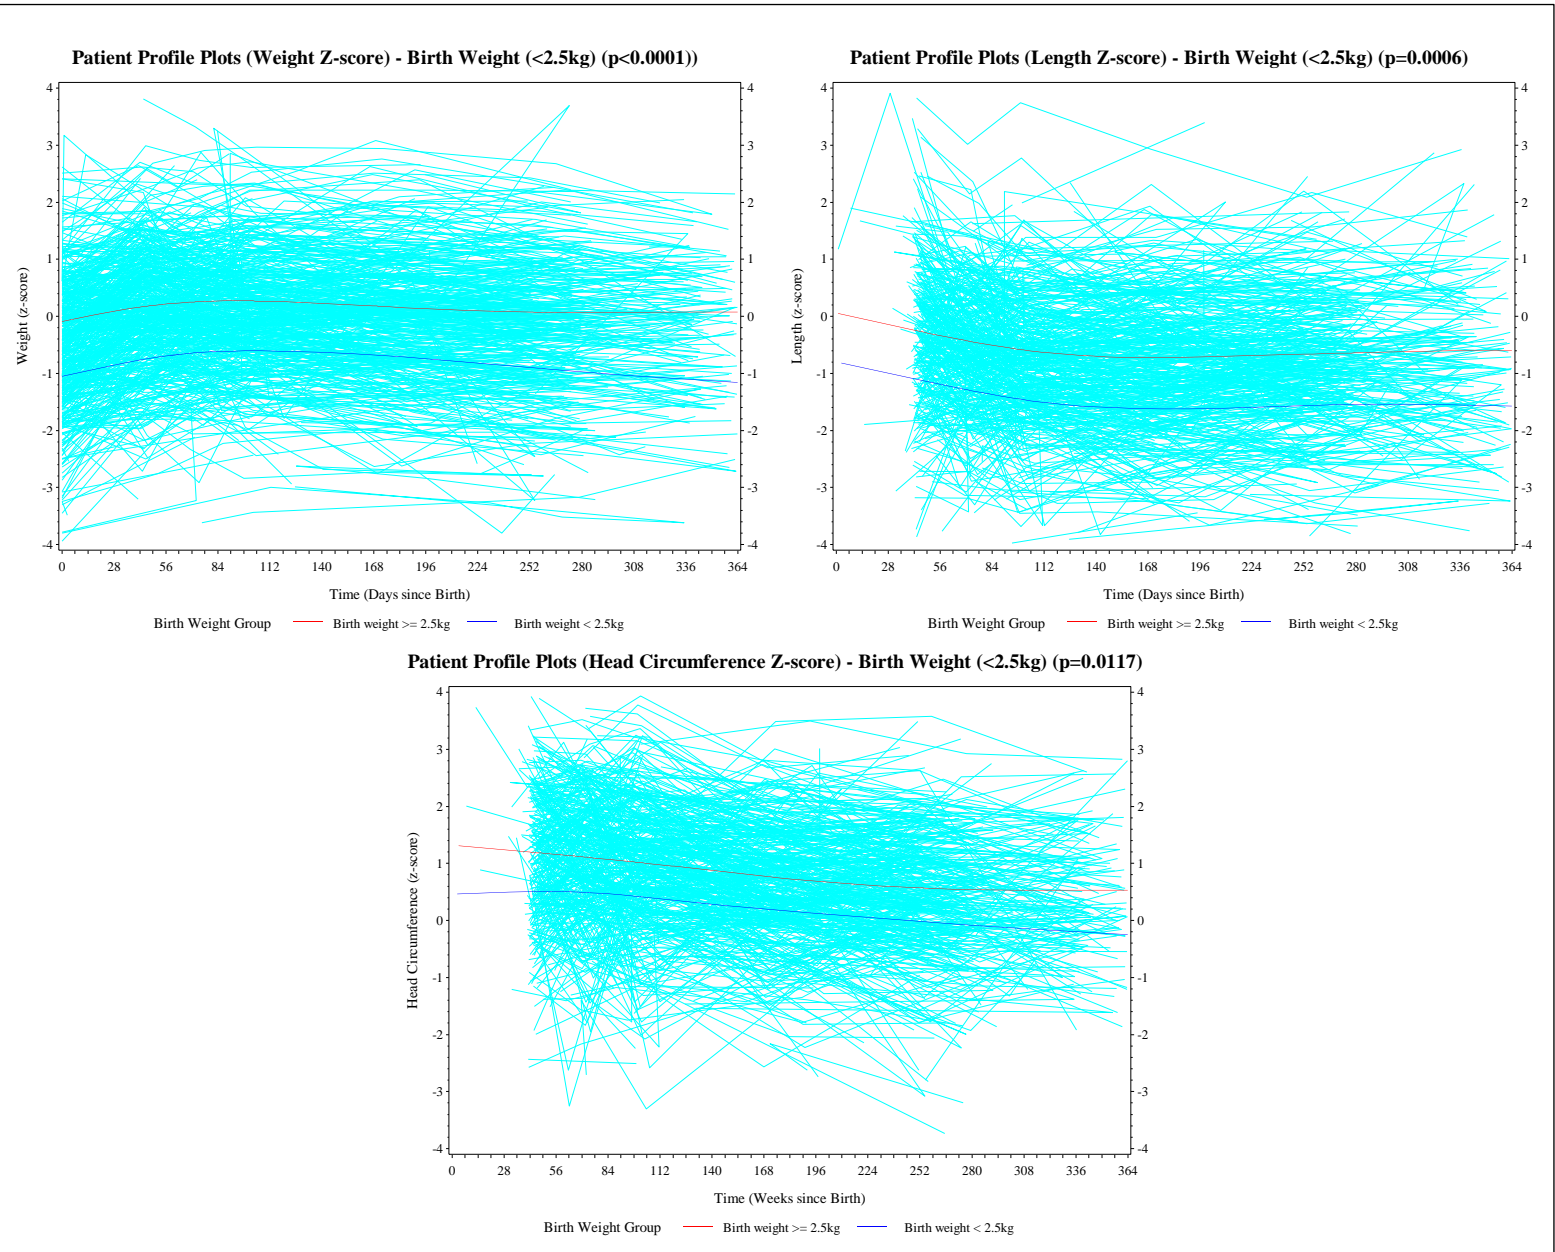 Patient Profile Plots (Weight Z-score) - Birth Weight (<2.5kg) (p<0.0001))
4 3 2 1 0 -1 -2 -3 -4
Weight (z-score)
4 3 2 1 0 -1 -2 -3 -4
0 28 56 84 112 140 168 196 224 252 280 308 336 364
Time (Days since Birth)
Birth Weight Group Birth weight >= 2.5kg Birth weight < 2.5kg
Patient Profile Plots (Length Z-score) - Birth Weight (<2.5kg) (p=0.0006)
4 3 2 1 0 -1 -2 -3 -4
Length (z-score)
4 3 2 1 0 -1 -2 -3 -4
0 28 56 84 112 140 168 196 224 252 280 308 336 364
Time (Days since Birth)
Birth Weight Group Birth weight >= 2.5kg Birth weight < 2.5kg
Patient Profile Plots (Head Circumference Z-score) - Birth Weight (<2.5kg) (p=0.0117)
4 3 2 1 0 -1 -2 -3 -4
Head Circumference (z-score)
4 3 2 1 0 -1 -2 -3 -4
0 28 56 84 112 140 168 196 224 252 280 308 336 364
Time (Weeks since Birth)
Birth Weight Group Birth weight >= 2.5kg Birth weight < 2.5kg